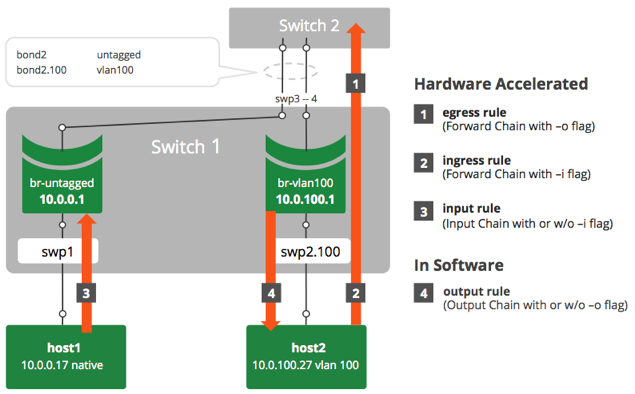 Switch 2
bond2 untagged
bond2.100 vlan100
1
swp3 -- 4
Switch 1
br-untagged
10.0.0.1
br-vlan100
10.0.100.1
swp1
swp2.100
3
4
2
host1
10.0.0.17 native
host2
10.0.100.27 vlan 100
Hardware Accelerated
1 egress rule
(Forward Chain with –o flag)
2 ingress rule
(Forward Chain with –i flag)
3 input rule
(Input Chain with or w/o –i flag)
In Software
4 output rule
(Output Chain with or w/o –o flag)